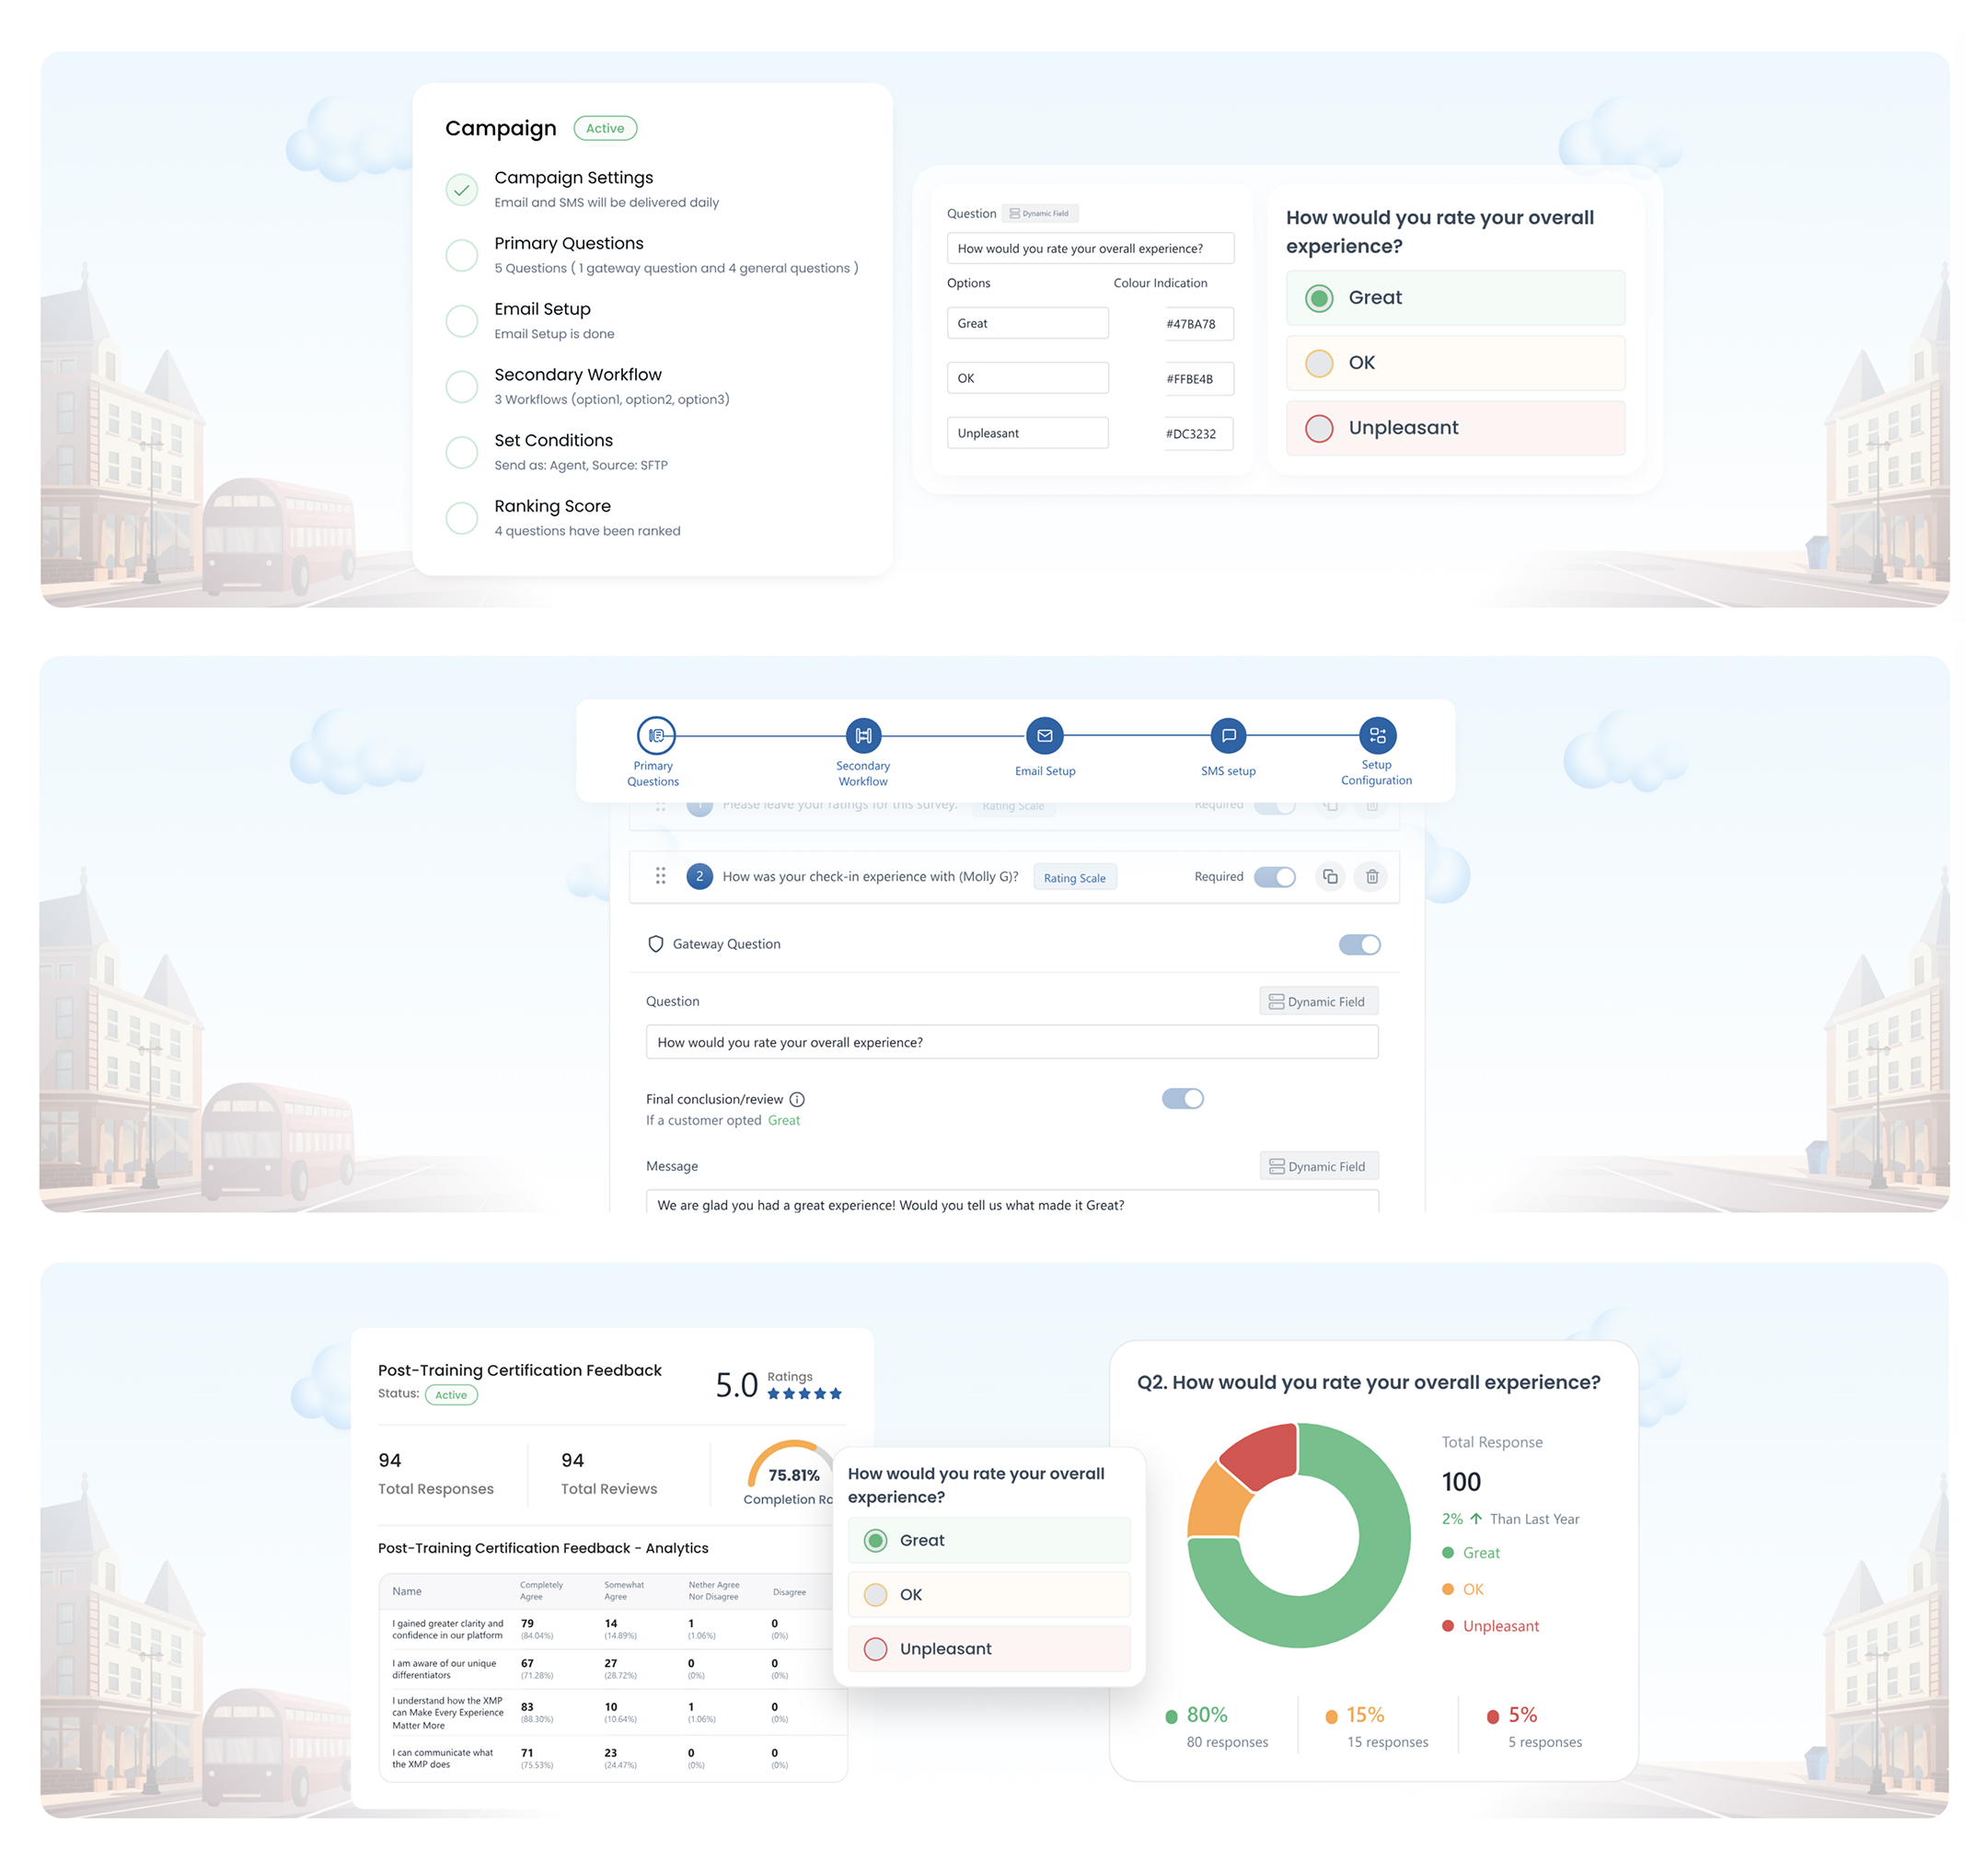 Campaign Active
Campaign Settings
Email and SMS will be delivered daily
Primary Questions
5 Questions ( 1 gateway question and 4 general questions )
Email Setup
Email Setup is done
Secondary Workflow
3 Workflows (option1, option2, option3)
Set Conditions
Send as: Agent, Source: SFTP
Ranking Score
4 questions have been ranked
Question Dynamic Field
How would you rate your overall experience?
Options Colour Indication
Great #47BA78
OK #FFBE4B
Unpleasant #DC3232
How would you rate your overall
experience?
Great
OK
Unpleasant
Primary
Questions
Secondary
Workflow
Email Setup
SMS setup
Setup
Configuration
1 Please leave your ratings for this survey. Rating Scale Required
2 How was your check-in experience with (Molly G)? Rating Scale Required
Gateway Question
Question Dynamic Field
How would you rate your overall experience?
Final conclusion/review
If a customer opted Great
Message Dynamic Field
We are glad you had a great experience! Would you tell us what made it Great?
Post-Training Certification Feedback
Status: Active
5.0 Ratings
94
Total Responses
94
Total Reviews
75.81%
Completion Ra
Post-Training Certification Feedback - Analytics
Name
Completely
Agree
Somewhat
Agree
Nether Agree
Nor Disagree
Disagree
I gained greater clarity and
confidence in our platform
79 14 1 0
(84.04%) (14.89%) (1.06%) (0%)
I am aware of our unique
differentiators
67 27 0 0
(71.28%) (28.72%) (0%) (0%)
I understand how the XMP
can Make Every Experience
Matter More
83 10 1 0
(88.30%) (10.64%) (1.06%) (0%)
I can communicate what
the XMP does
71 23 0 0
(75.53%) (24.47%) (0%) (0%)
How would you rate your overall
experience?
Great
OK
Unpleasant
Q2. How would you rate your overall experience?
Total Response
100
2% Than Last Year
Great
OK
Unpleasant
80%
80 responses
15%
15 responses
5%
5 responses